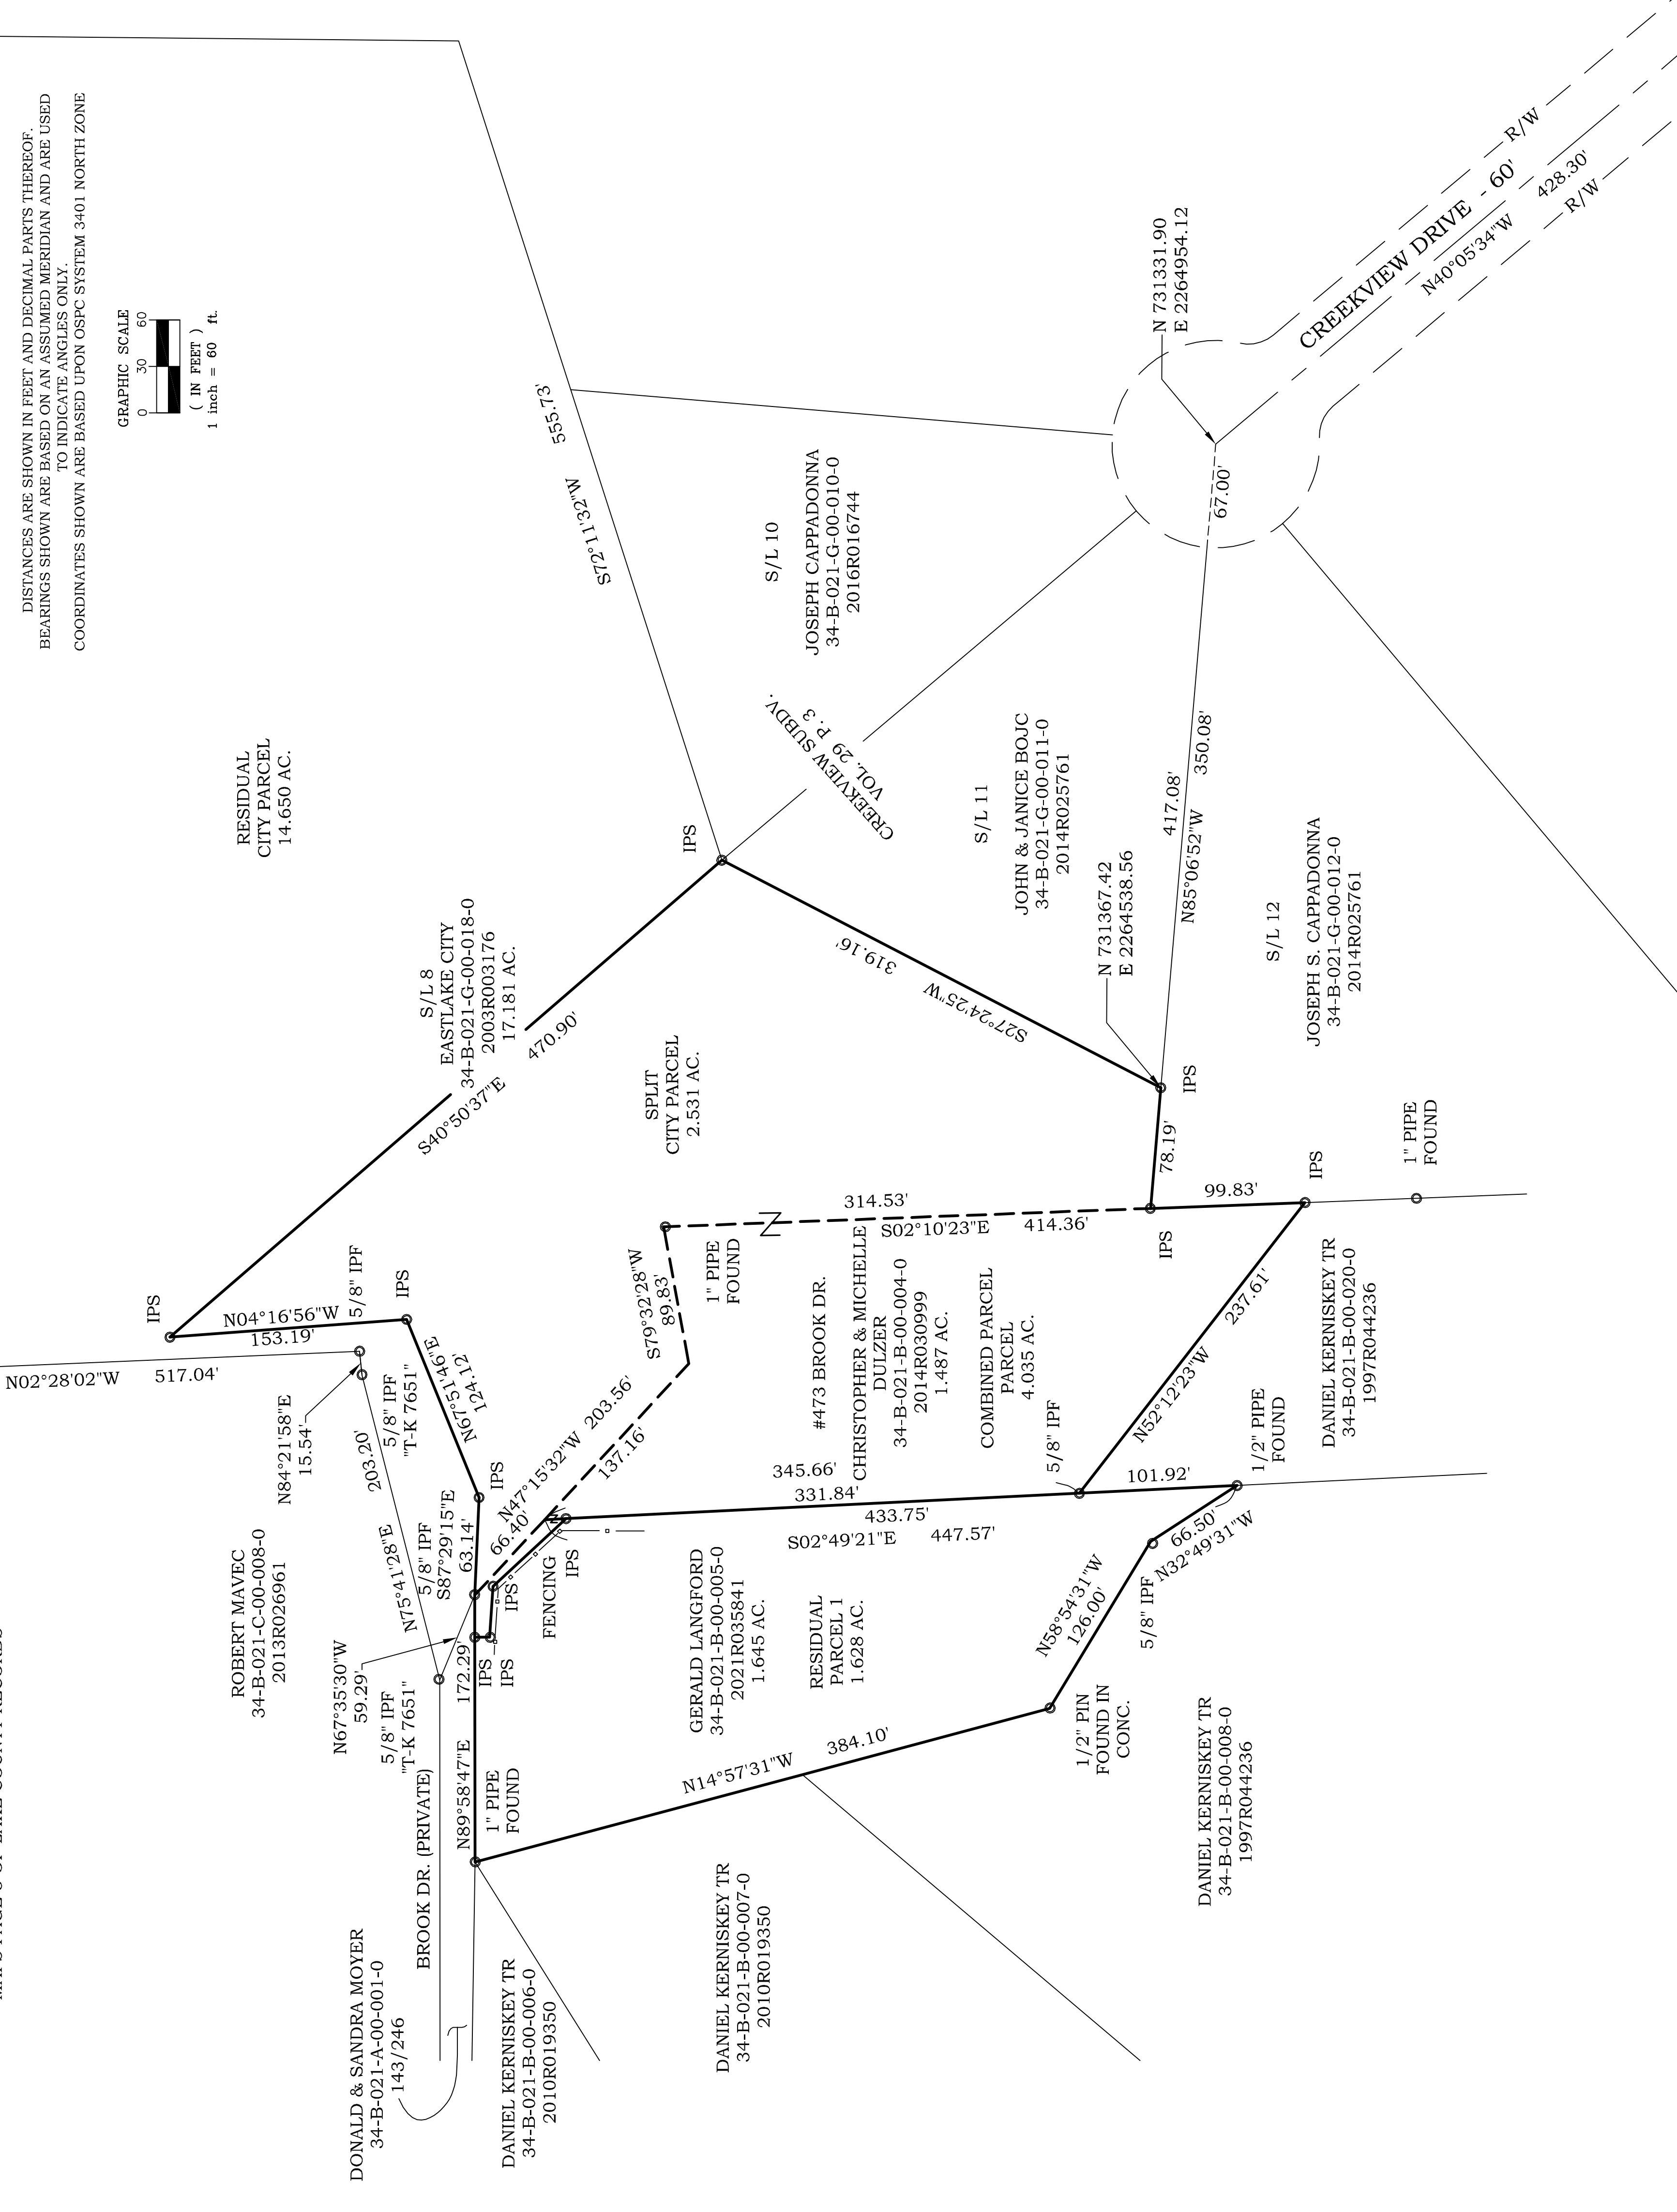 DISTANCES ARE SHOWN IN FEET AND DECIMAL PARTS THEREOF.
BEARINGS SHOWN ARE BASED ON AN ASSUMED MERIDIAN AND ARE USED
TO INDICATE ANGLES ONLY.
COORDINATES SHOWN ARE BASED UPON OSPC SYSTEM 3401 NORTH ZONE
GRAPHIC SCALE
0 30 60
( IN FEET )
1 inch = 60 ft.
RESIDUAL
CITY PARCEL
14.650 AC.
S/L 8
EASTLAKE CITY
34-B-021-G-00-018-0
2003R003176
17.181 AC.
S72°11'32"W 555.73'
S/L 10
JOSEPH CAPPADONNA
34-B-021-G-00-010-0
2016R016744
CREEKVIEW SUBDV.
VOL. 29 P. 3
N 731331.90
E 2264954.12
CREEKVIEW DRIVE - 60'
N40°05'34"W 428.30'
R/W
R/W
67.00'
S/L 11
JOHN & JANICE BOJC
34-B-021-G-00-011-0
2014R025761
417.08'
N85°06'52"W 350.08'
N 731367.42
E 2264538.56
S/L 12
JOSEPH S. CAPPADONNA
34-B-021-G-00-012-0
2014R025761
IPS
S40°50'37"E 470.90'
S27°24'25"W 319.16'
SPLIT
CITY PARCEL
2.531 AC.
IPS
78.19'
IPS
99.83'
IPS
1" PIPE
FOUND
314.53'
S02°10'23"E 414.36'
1" PIPE
FOUND
S79°32'28"W
89.83'
IPS
N04°16'56"W
153.19'
5/8" IPF
IPS
N67°51'46"E
124.12'
N02°28'02"W 517.04'
N84°21'58"E
15.54'
5/8" IPF
"T-K 7651"
203.20'
N75°41'28"E
IPS
5/8" IPF
S87°29'15"E
63.14'
N47°15'32"W 203.56'
66.40'
137.16'
#473 BROOK DR.
CHRISTOPHER & MICHELLE
DULZER
34-B-021-B-00-004-0
2014R030999
1.487 AC.
COMBINED PARCEL
PARCEL
4.035 AC.
237.61'
N52°12'23"W
5/8" IPF
345.66'
331.84'
433.75'
S02°49'21"E 447.57'
101.92'
1/2" PIPE
FOUND
DANIEL KERNISKEY TR
34-B-021-B-00-020-0
1997R044236
66.50'
N32°49'31"W
5/8" IPF
N58°54'31"W
126.00'
1/2" PIN
FOUND IN
CONC.
ROBERT MAVEC
34-B-021-C-00-008-0
2013R026961
N67°35'30"W
59.29'
5/8" IPF
"T-K 7651"
172.29'
N89°58'47"E
IPS
IPS
IPS
FENCING
IPS
GERALD LANGFORD
34-B-021-B-00-005-0
2021R035841
1.645 AC.
RESIDUAL
PARCEL 1
1.628 AC.
N14°57'31"W 384.10'
1" PIPE
FOUND
BROOK DR. (PRIVATE)
DONALD & SANDRA MOYER
34-B-021-A-00-001-0
143/246
DANIEL KERNISKEY TR
34-B-021-B-00-006-0
2010R019350
DANIEL KERNISKEY TR
34-B-021-B-00-007-0
2010R019350
DANIEL KERNISKEY TR
34-B-021-B-00-008-0
1997R044236